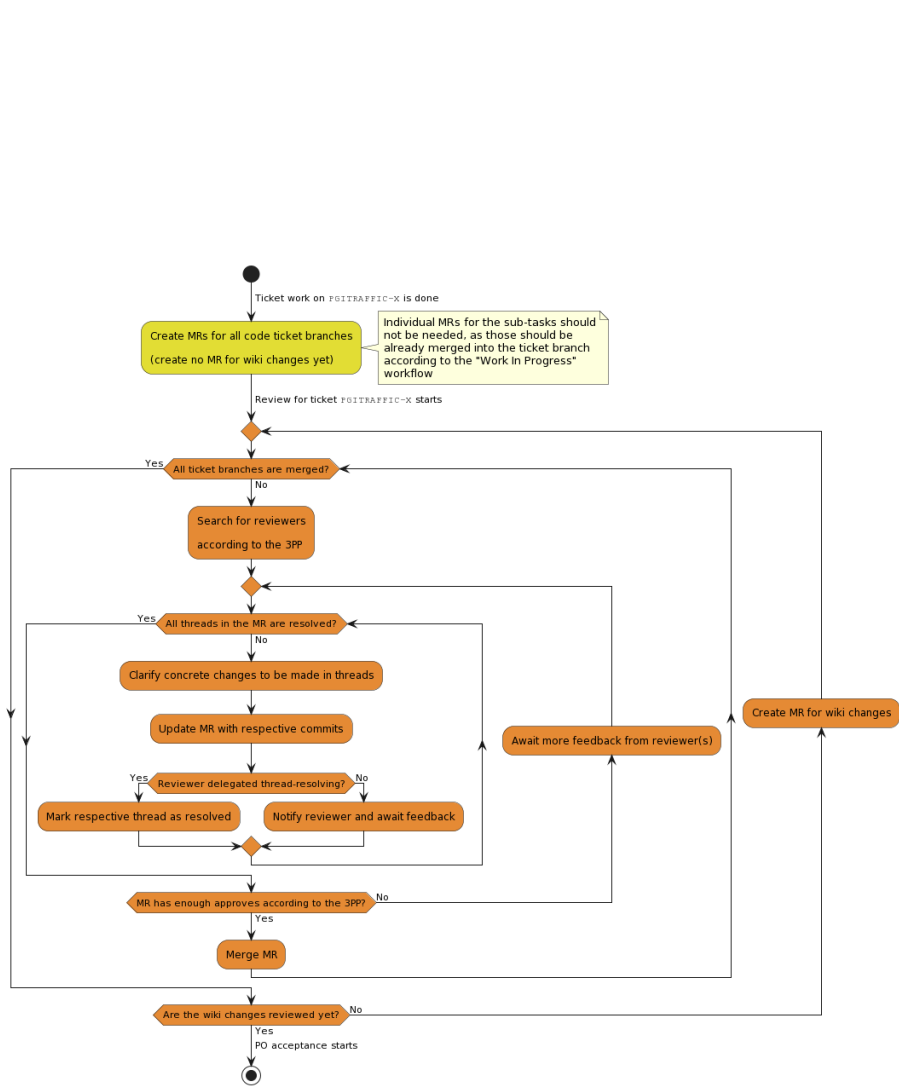 Ticket work on PGITRAFFIC-X is done
Create MRs for all code ticket branches
(create no MR for wiki changes yet)
Individual MRs for the sub-tasks should
not be needed, as those should be
already merged into the ticket branch
according to the "Work In Progress"
workflow
Review for ticket PGITRAFFIC-X starts
Yes
All ticket branches are merged?
No
Search for reviewers
according to the 3PP
Yes
All threads in the MR are resolved?
No
Clarify concrete changes to be made in threads
Create MR for wiki changes
Update MR with respective commits
Await more feedback from reviewer(s)
Yes
Reviewer delegated thread-resolving?
No
Mark respective thread as resolved
Notify reviewer and await feedback
MR has enough approves according to the 3PP?
No
Yes
Merge MR
Are the wiki changes reviewed yet?
No
Yes
PO acceptance starts